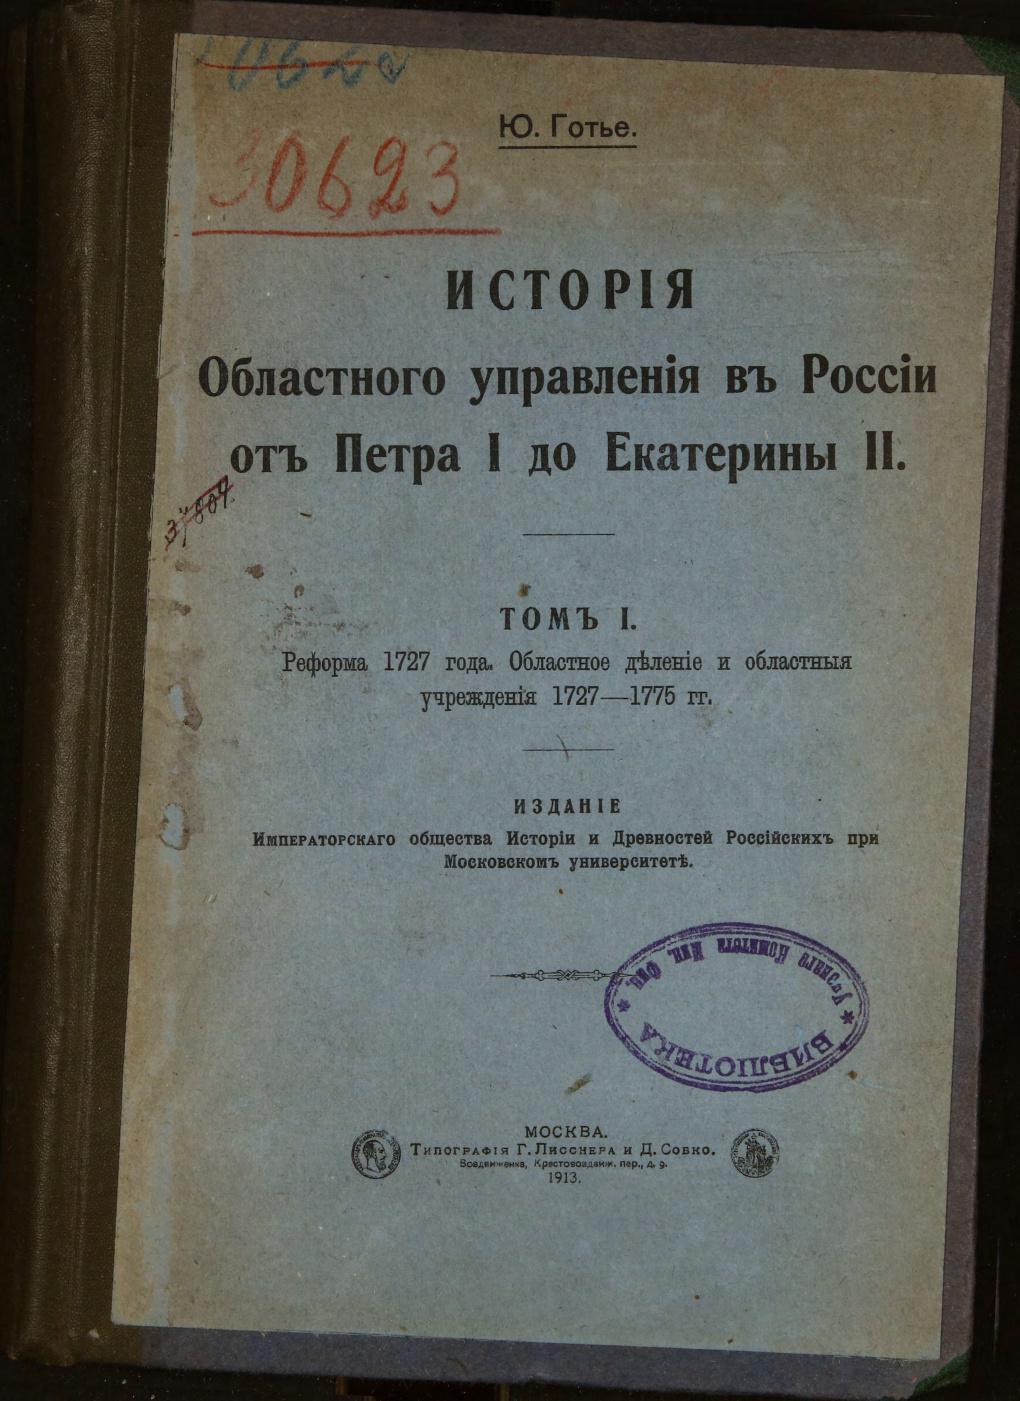 Ю. Готье.
30623
ИСТОРІЯ
Областного управленія въ Россіи
отъ Петра I до Екатерины II.
ТОМЪ I.
Реформа 1727 года. Областное дѣленіе и областныя
учрежденія 1727—1775 гг.
ИЗДАНІЕ
Императорскаго общества Исторіи и Древностей Россійскихъ при
Московскомъ университетѣ.
Комитета
БИБЛІОТЕКА
МОСКВА.
Типографія Г. Лисснера и Д. Совко.
Воздвиженка, Крестовоздвиж. пер., д. 9.
1913.